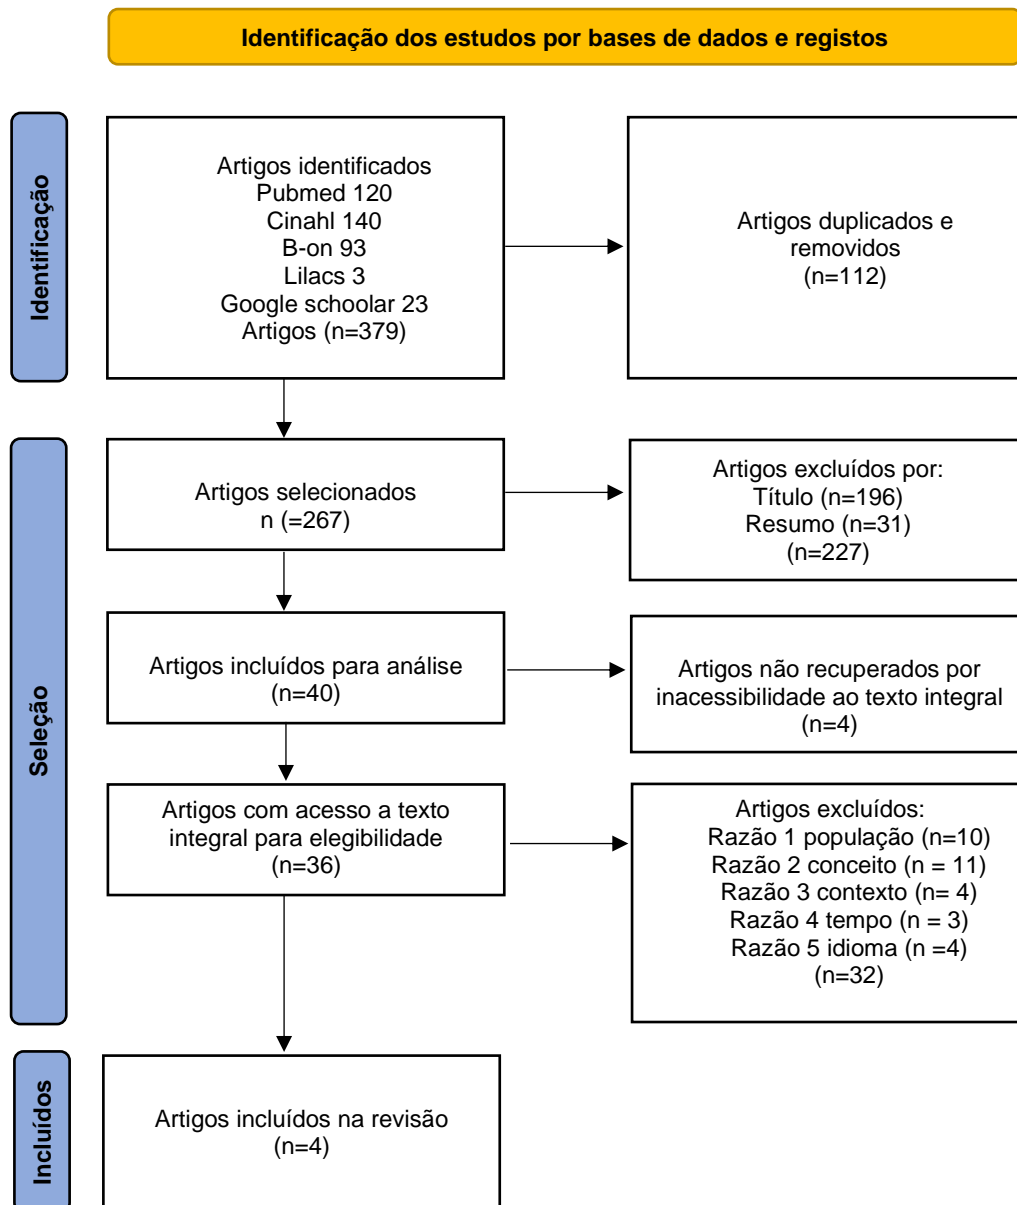 Identificação dos estudos por bases de dados e registos
Identificação
Artigos identificados
Pubmed 120
Cinahl 140
B-on 93
Lilacs 3
Google schoolar 23
Artigos (n=379)
Artigos duplicados e
removidos
(n=112)
Seleção
Artigos selecionados
n (=267)
Artigos excluídos por:
Título (n=196)
Resumo (n=31)
(n=227)
Artigos incluídos para análise
(n=40)
Artigos não recuperados por
inacessibilidade ao texto integral
(n=4)
Artigos com acesso a texto
integral para elegibilidade
(n=36)
Artigos excluídos:
Razão 1 população (n=10)
Razão 2 conceito (n = 11)
Razão 3 contexto (n= 4)
Razão 4 tempo (n = 3)
Razão 5 idioma (n =4)
(n=32)
Incluídos
Artigos incluídos na revisão
(n=4)